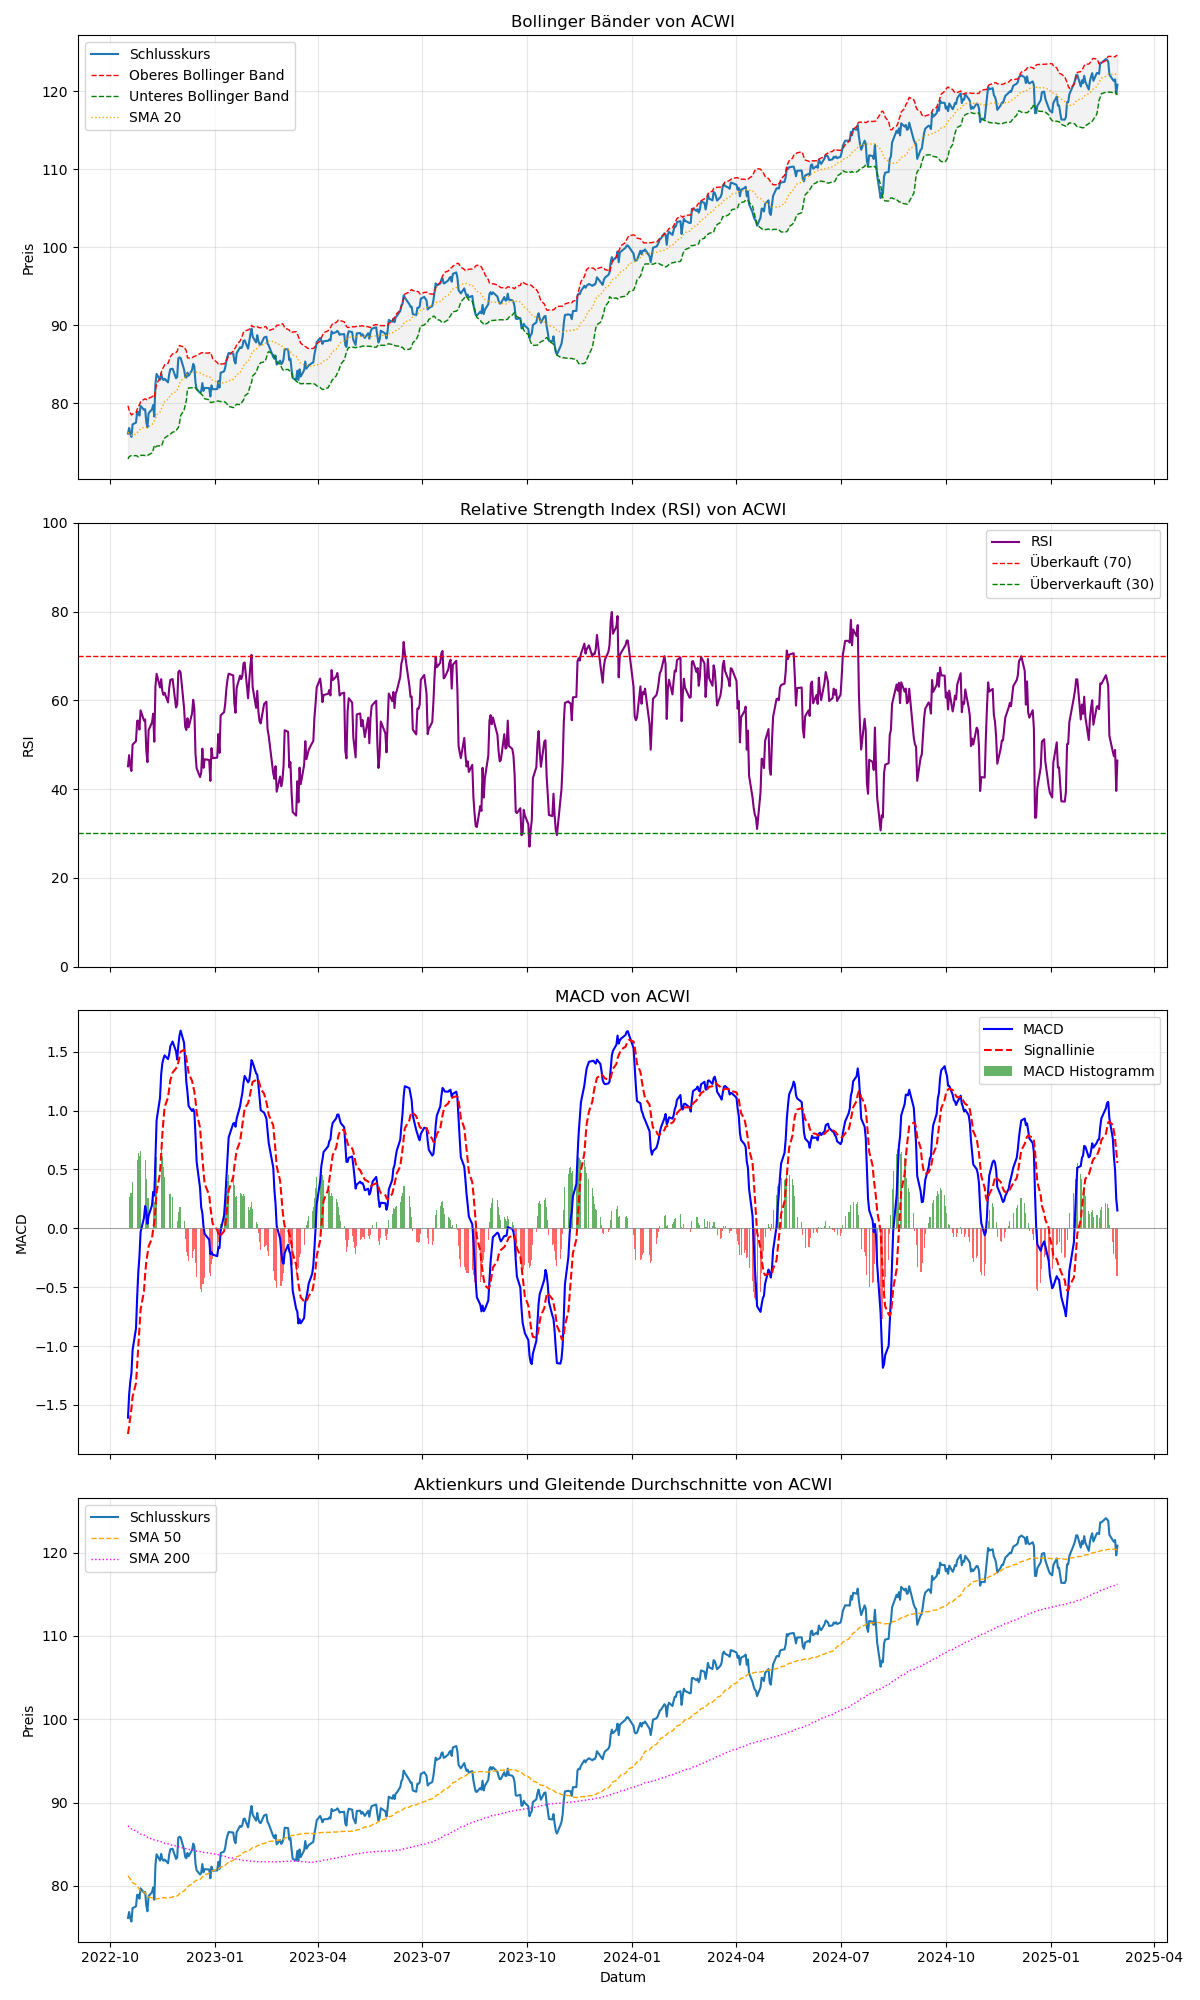 Bollinger Bänder von ACWI
Schlusskurs
Oberes Bollinger Band
Unteres Bollinger Band
SMA 20
120
110
100
90
80
Preis
Relative Strength Index (RSI) von ACWI
RSI
Überkauft (70)
Überverkauft (30)
100
80
60
40
20
0
RSI
MACD von ACWI
MACD
Signallinie
MACD Histogramm
1.5
1.0
0.5
0.0
−0.5
−1.0
−1.5
MACD
Aktienkurs und Gleitende Durchschnitte von ACWI
Schlusskurs
SMA 50
SMA 200
120
110
100
90
80
Preis
2022-10 2023-01 2023-04 2023-07 2023-10 2024-01 2024-04 2024-07 2024-10 2025-01 2025-04
Datum